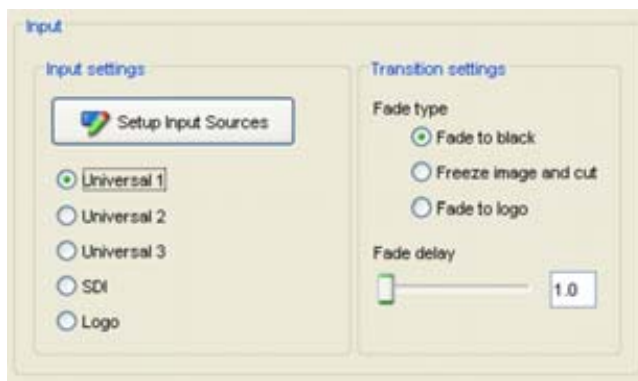 Input
Input settings
Setup Input Sources
Universal 1
Universal 2
Universal 3
SDI
Logo
Transition settings
Fade type
Fade to black
Freeze image and cut
Fade to logo
Fade delay
1.0